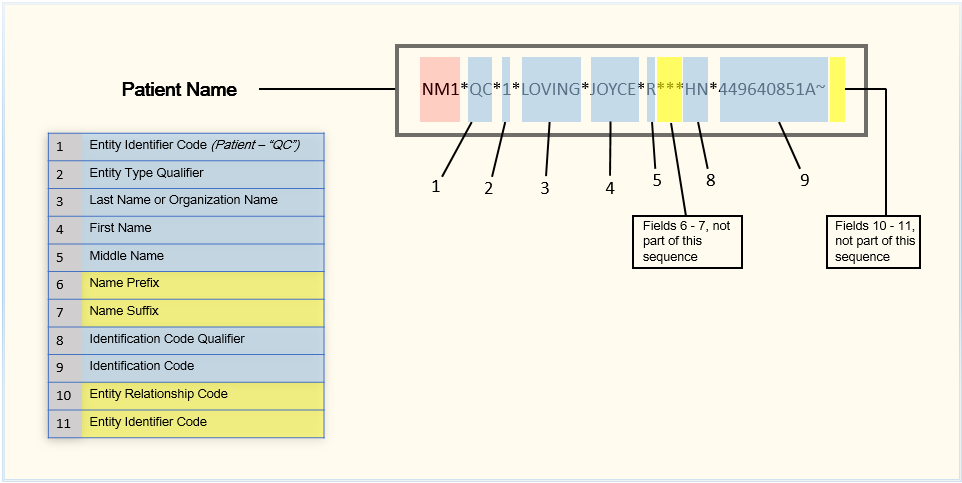 Patient Name
NM1*QC*1*LOVING*JOYCE*R***HN*449640851A~
1 2 3 4 5 8 9
Fields 6 - 7, not
part of this
sequence
Fields 10 - 11,
not part of this
sequence
1 Entity Identifier Code (Patient – “QC”)
2 Entity Type Qualifier
3 Last Name or Organization Name
4 First Name
5 Middle Name
6 Name Prefix
7 Name Suffix
8 Identification Code Qualifier
9 Identification Code
10 Entity Relationship Code
11 Entity Identifier Code